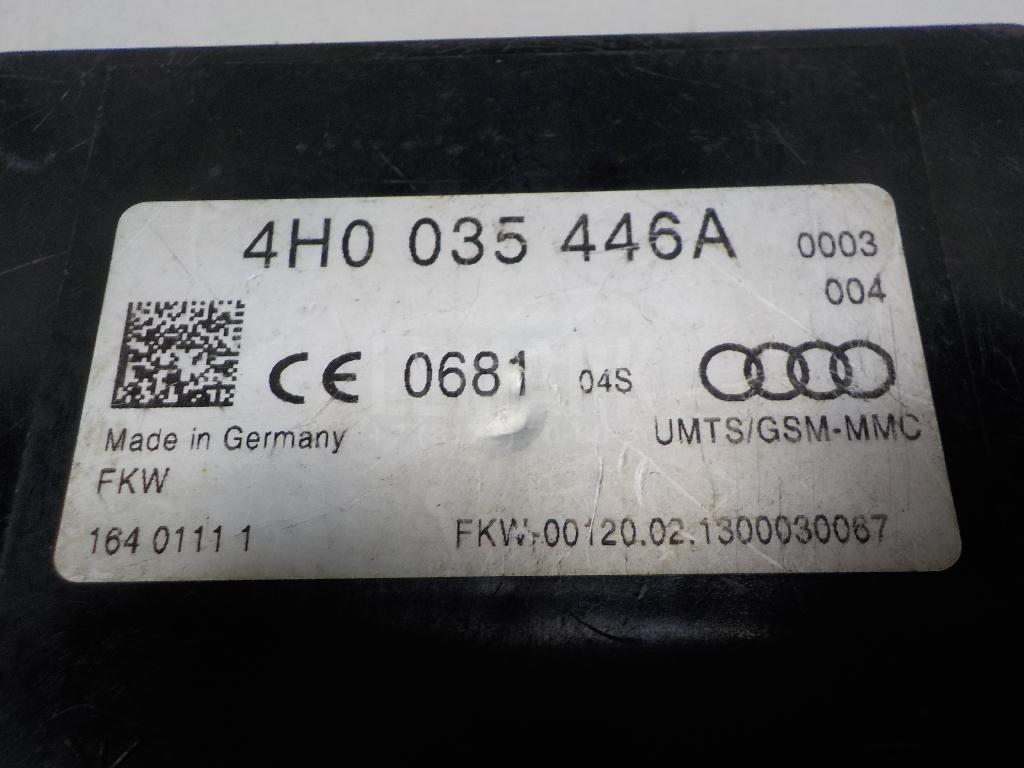 4H0 035 446A 0003
004
CE 0681 04S
UMTS/GSM-MMC
Made in Germany
FKW
164 0111 1
FKW-00120.02.1300030067